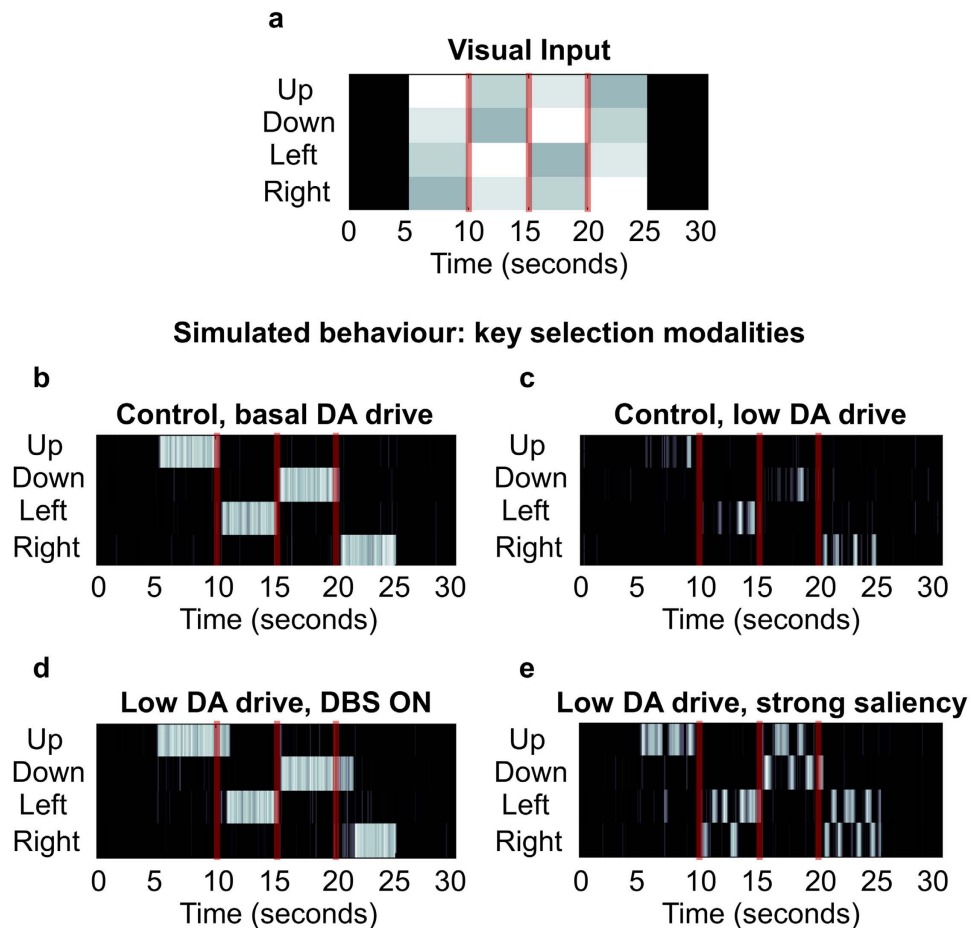 a
Visual Input
Up
Down
Left
Right
0 5 10 15 20 25 30
Time (seconds)
Simulated behaviour: key selection modalities
b
Control, basal DA drive
Up
Down
Left
Right
0 5 10 15 20 25 30
Time (seconds)
c
Control, low DA drive
Up
Down
Left
Right
0 5 10 15 20 25 30
Time (seconds)
d
Low DA drive, DBS ON
Up
Down
Left
Right
0 5 10 15 20 25 30
Time (seconds)
e
Low DA drive, strong saliency
Up
Down
Left
Right
0 5 10 15 20 25 30
Time (seconds)